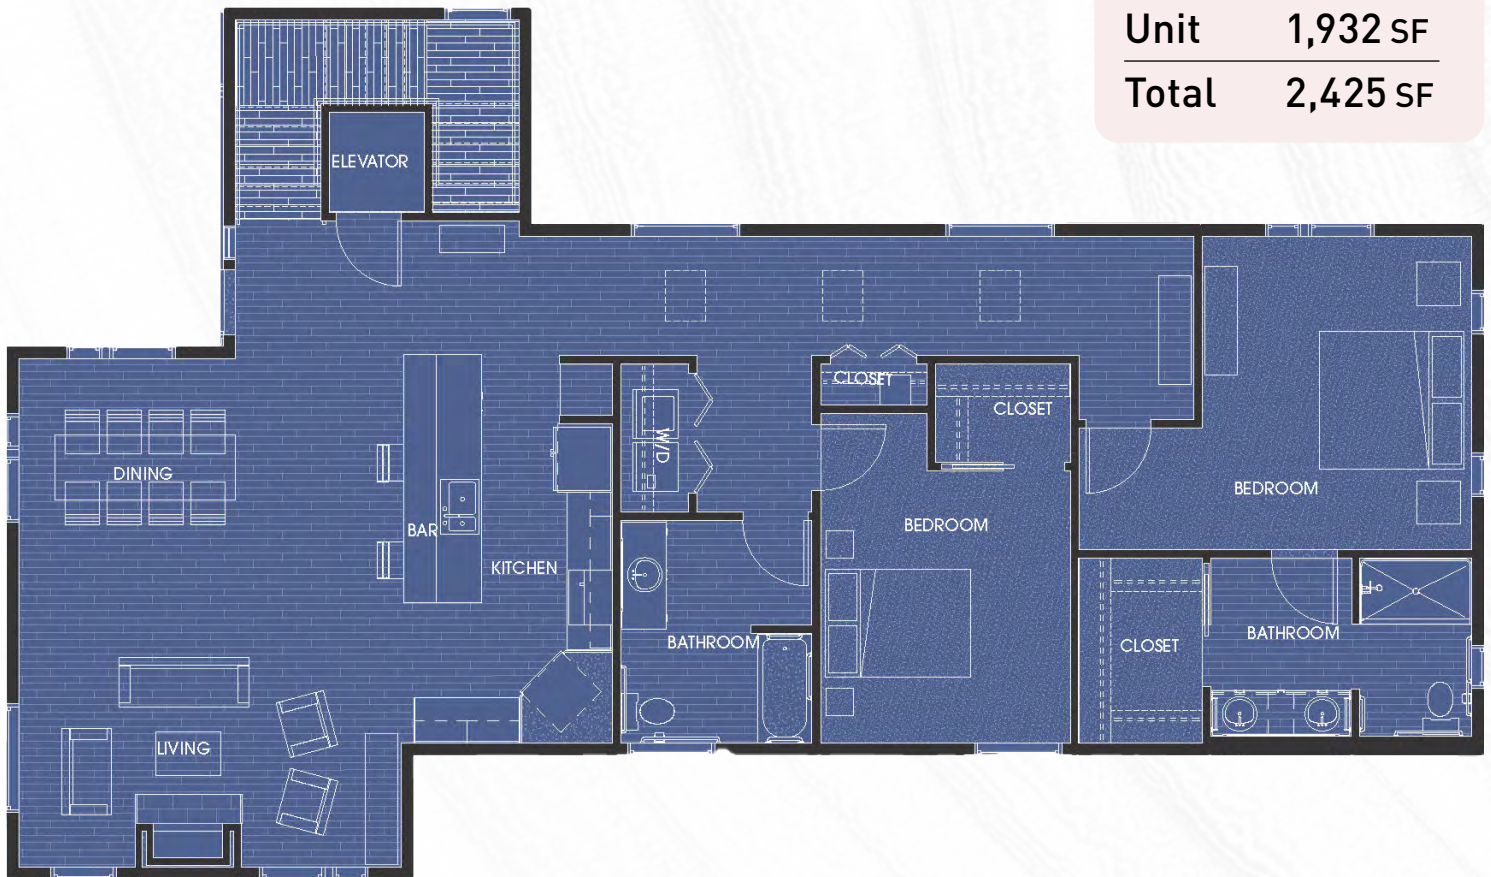 Unit 1,932 SF
Total 2,425 SF
ELEVATOR
CLOSET
CLOSET
W/D
DINING
BEDROOM
BAR
BEDROOM
KITCHEN
BATHROOM
BATHROOM
CLOSET
LIVING